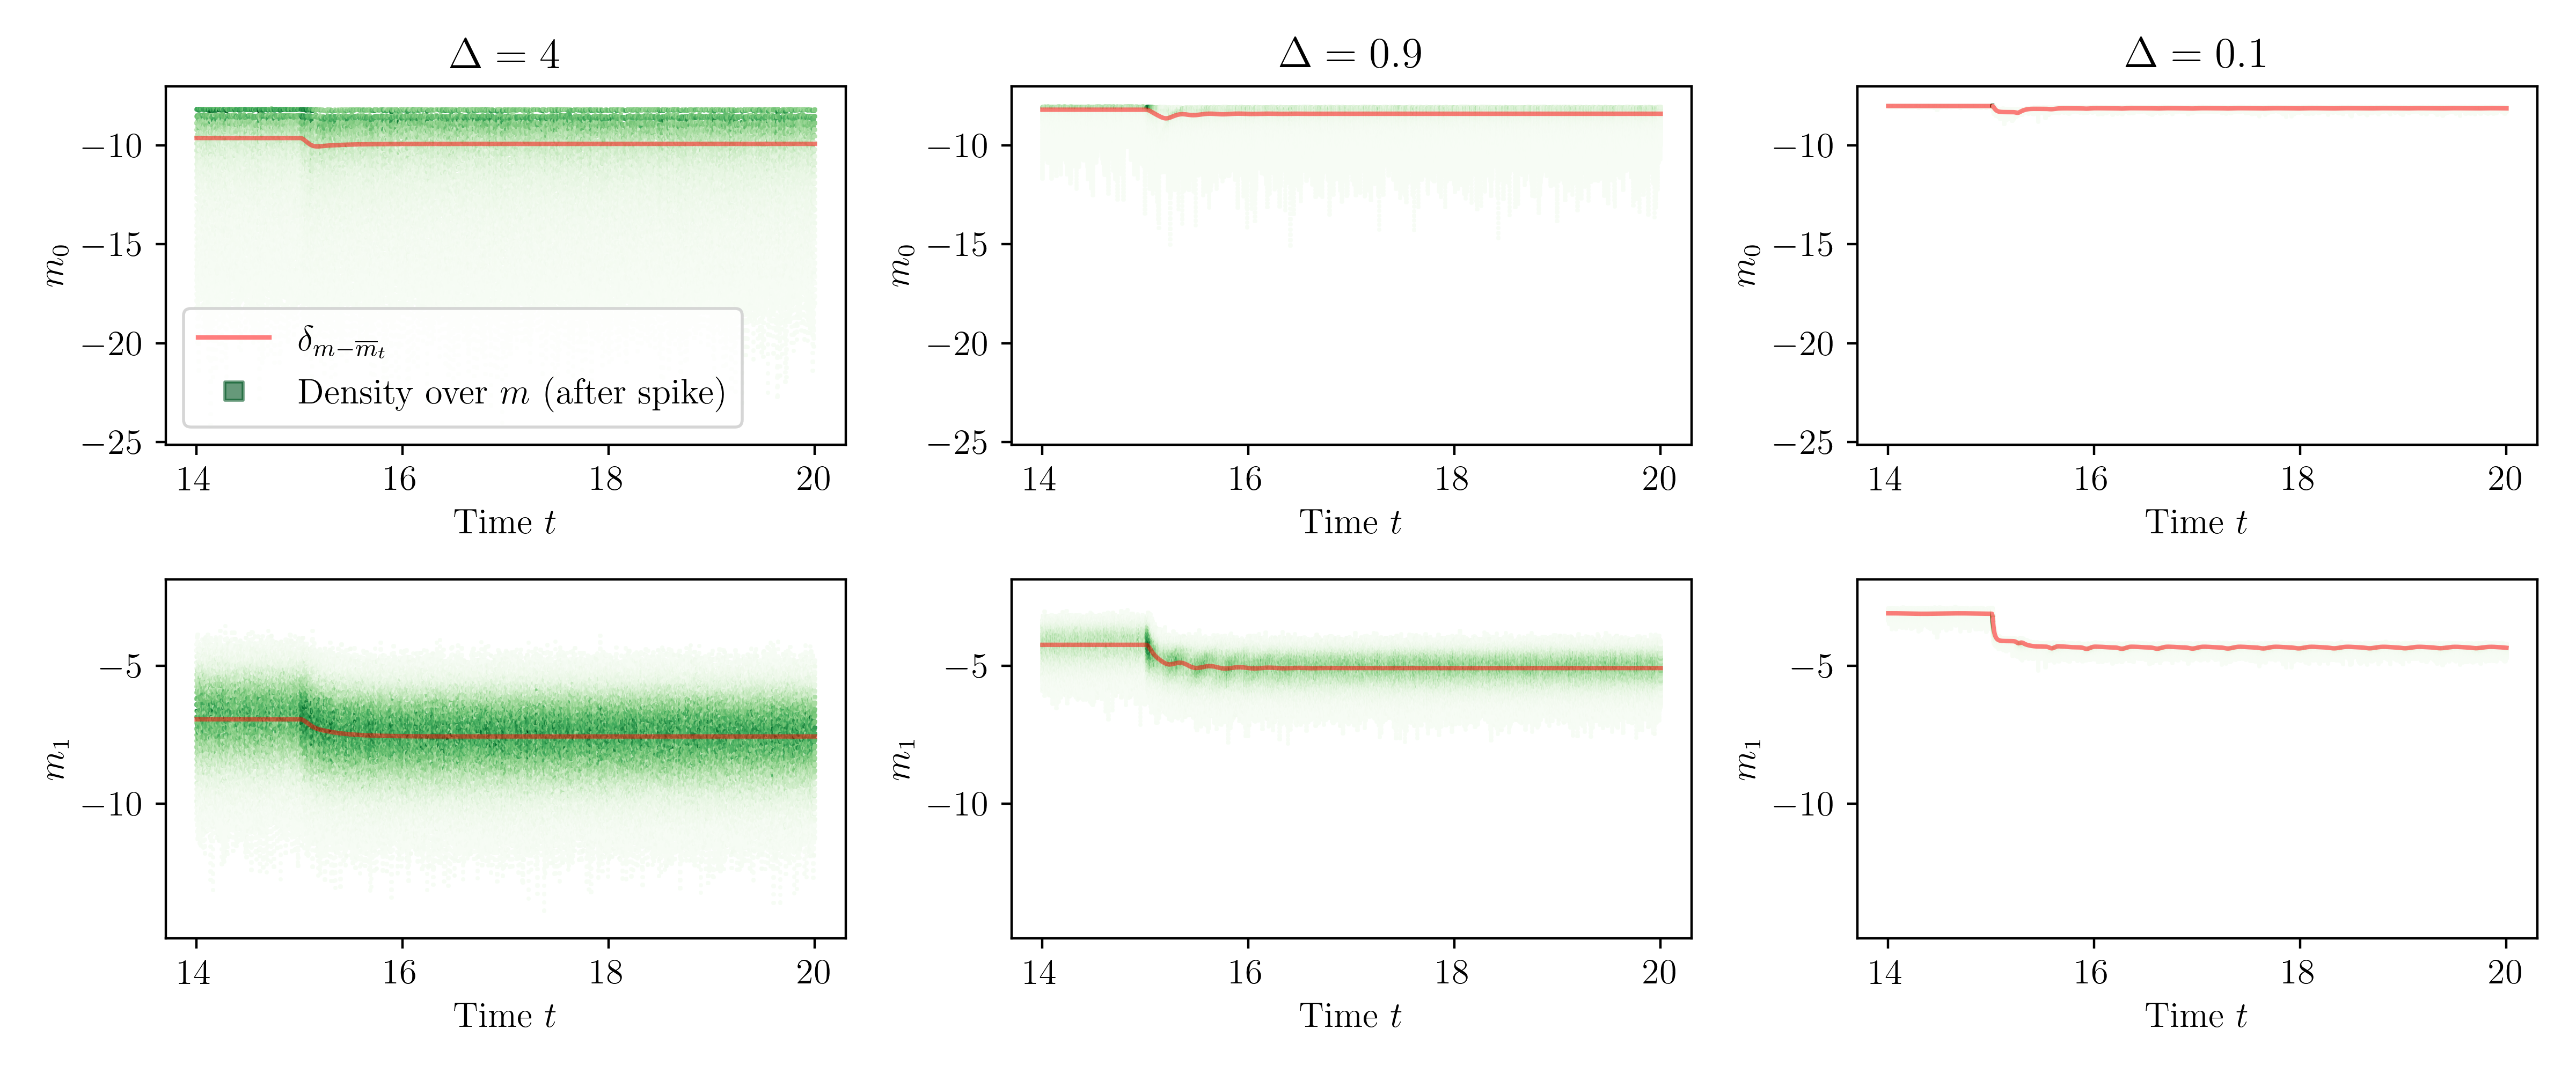 Δ = 4
Δ = 0.9
Δ = 0.1
m₀
−10
−15
−20
−25
δ_{m−m̅_t}
Density over m (after spike)
14 16 18 20
Time t
m₀
−10
−15
−20
−25
14 16 18 20
Time t
m₀
−10
−15
−20
−25
14 16 18 20
Time t
m₁
−5
−10
14 16 18 20
Time t
m₁
−5
−10
14 16 18 20
Time t
m₁
−5
−10
14 16 18 20
Time t